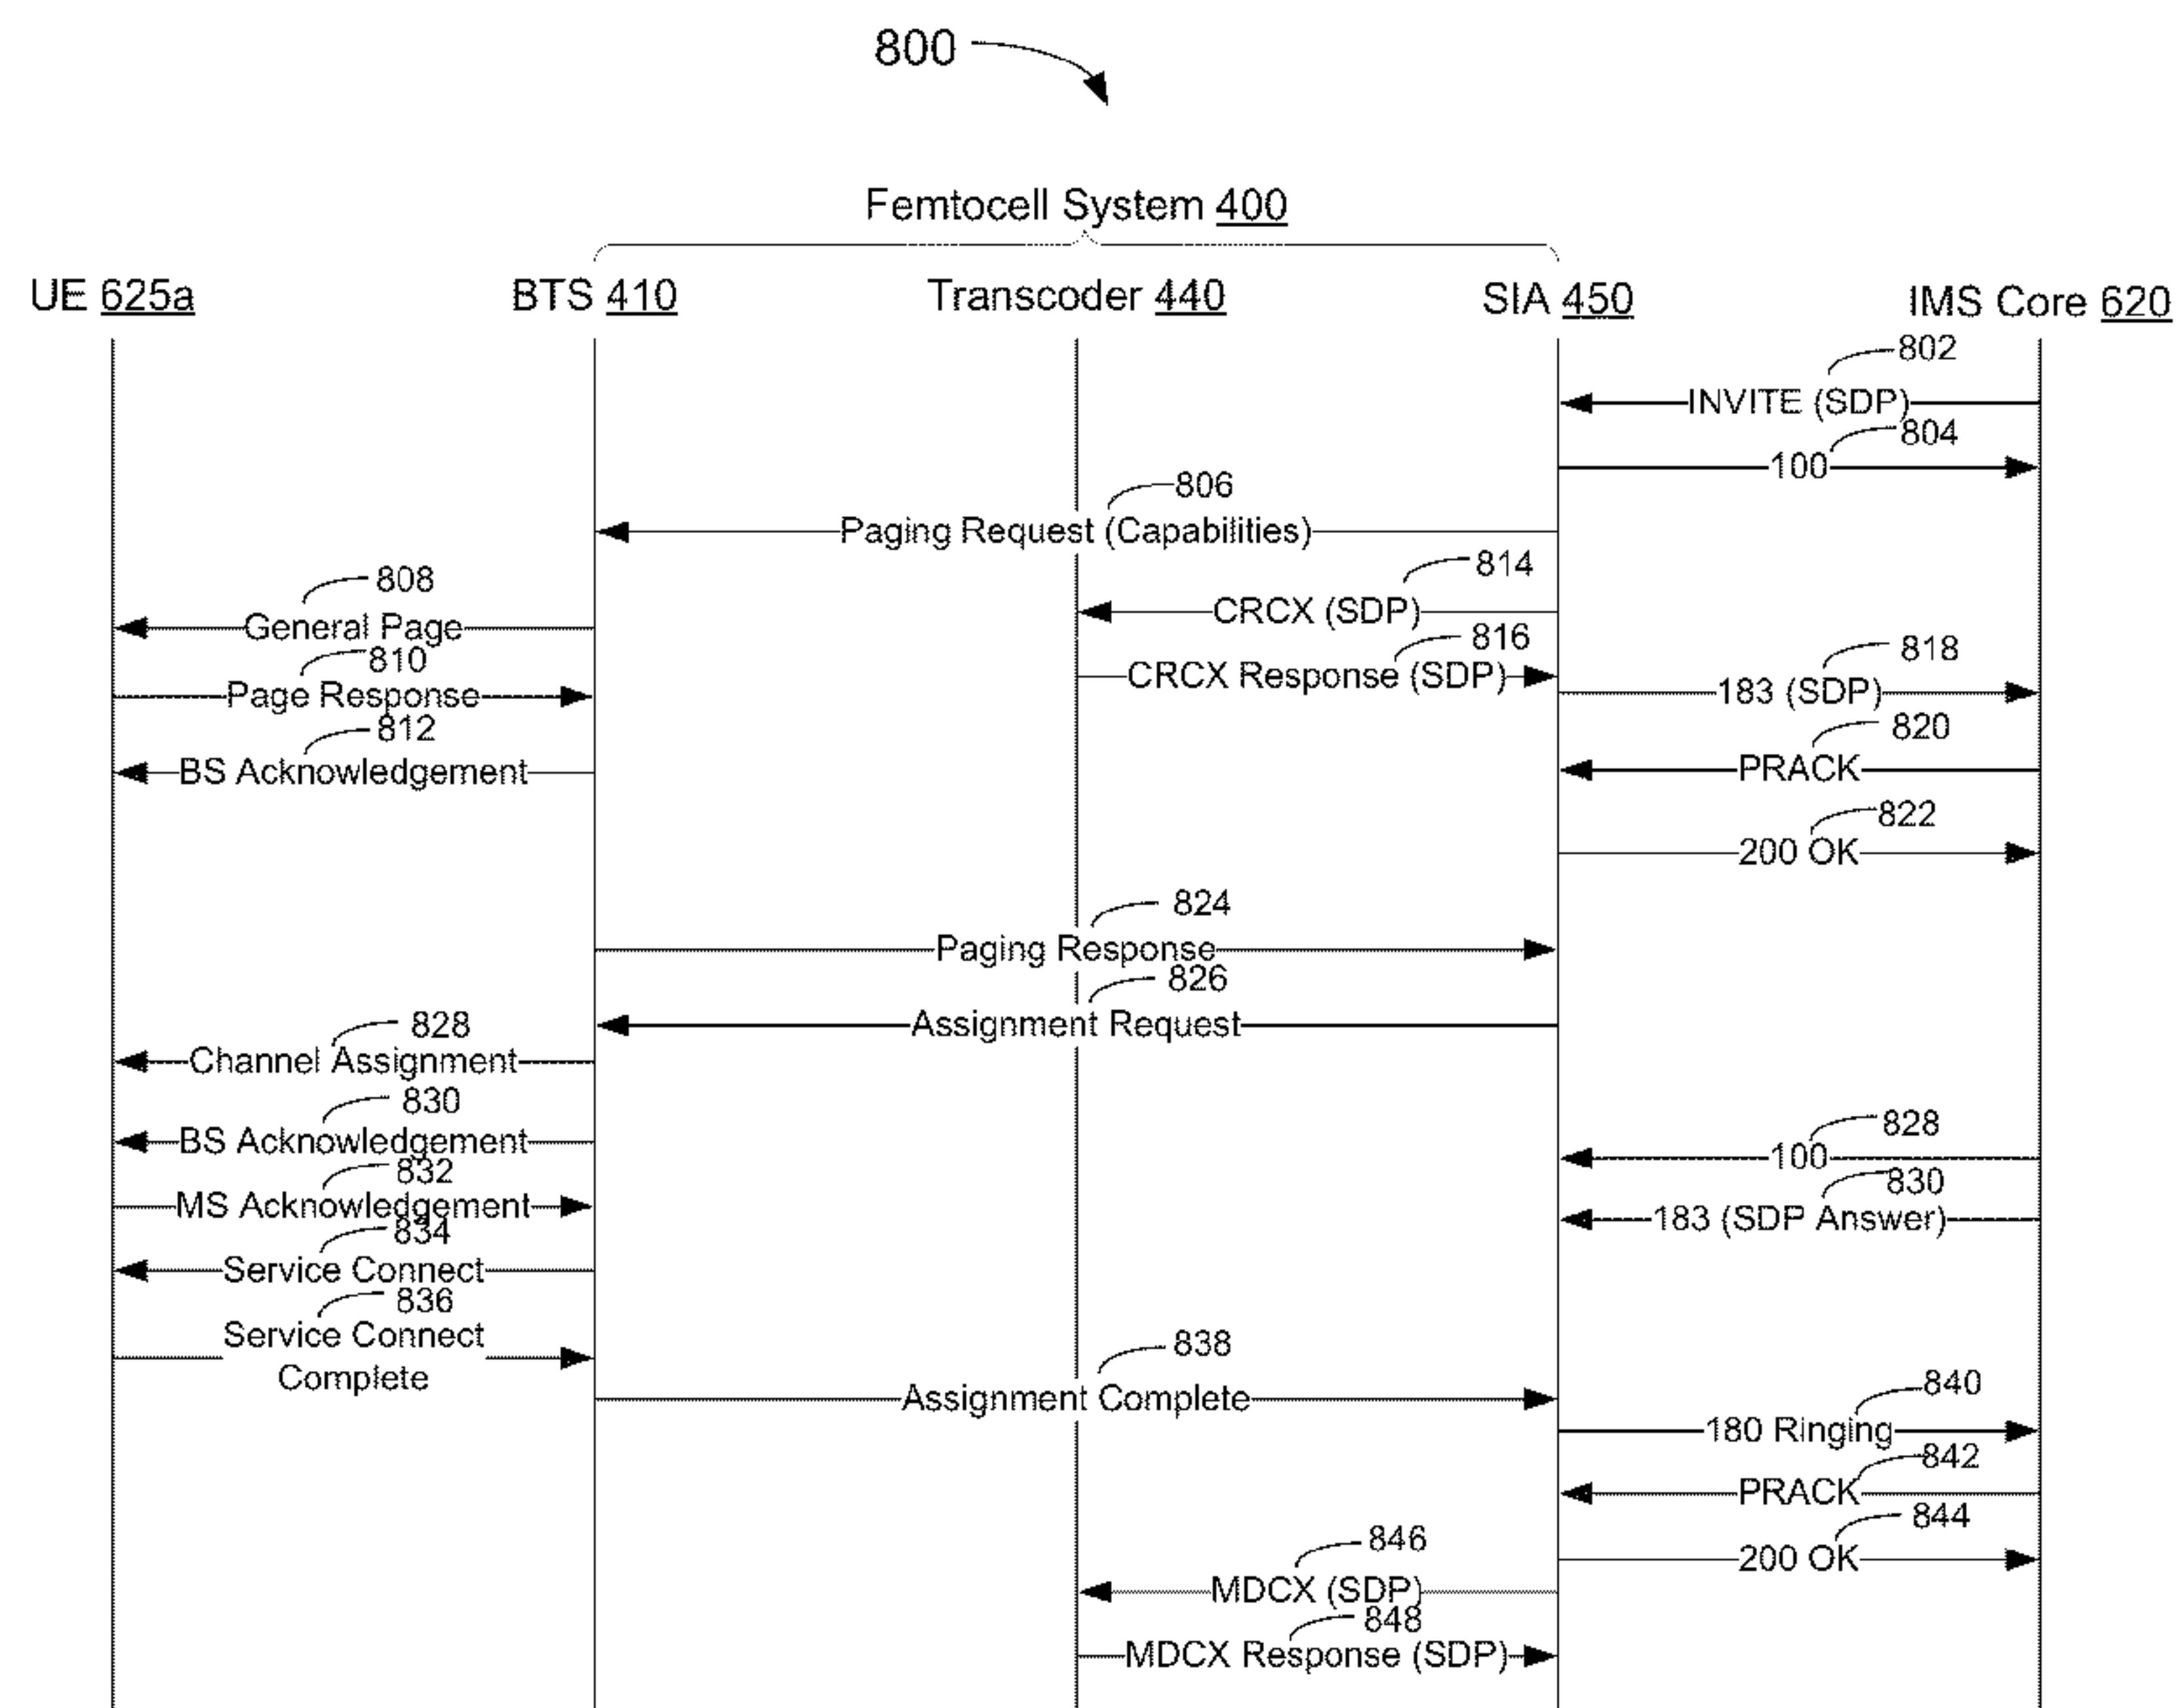 800
Femtocell System 400
UE 625a BTS 410 Transcoder 440 SIA 450 IMS Core 620
802
INVITE (SDP)
804
100
806
Paging Request (Capabilities)
814
808
CRCX (SDP)
General Page
816
818
810
CRCX Response (SDP)
Page Response
183 (SDP)
812
820
BS Acknowledgement
PRACK
822
200 OK
824
Paging Response
826
Assignment Request
828
Channel Assignment
830
828
BS Acknowledgement
100
832
830
MS Acknowledgement
183 (SDP Answer)
834
Service Connect
836
Service Connect
Complete
838
Assignment Complete
840
180 Ringing
842
PRACK
844
846
200 OK
MDCX (SDP)
848
MDCX Response (SDP)